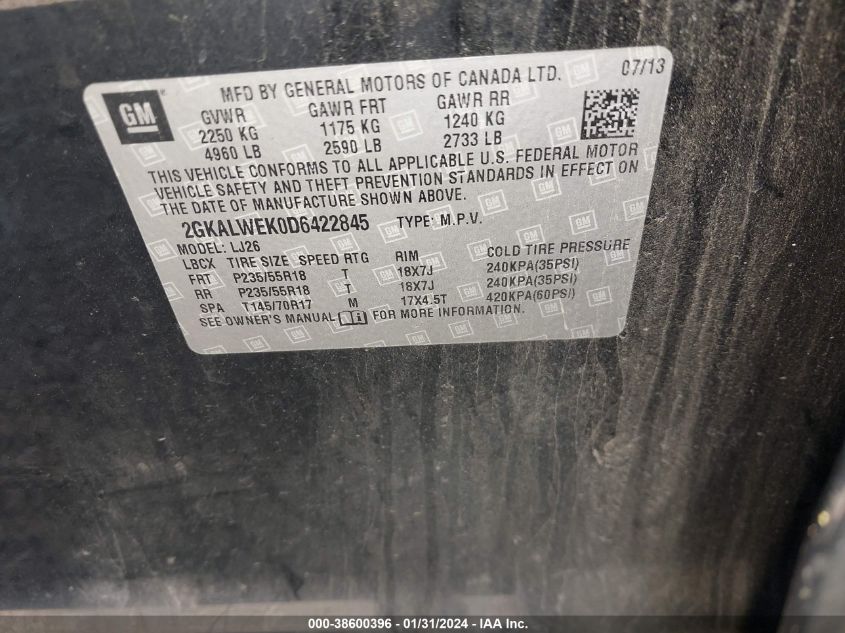 MFD BY GENERAL MOTORS OF CANADA LTD. 07/13
GM
GVWR GAWR FRT GAWR RR
2250 KG 1175 KG 1240 KG
4960 LB 2590 LB 2733 LB
THIS VEHICLE CONFORMS TO ALL APPLICABLE U.S. FEDERAL MOTOR
VEHICLE SAFETY AND THEFT PREVENTION STANDARDS IN EFFECT ON
THE DATE OF MANUFACTURE SHOWN ABOVE.
2GKALWEK0D6422845 TYPE: M.P.V.
MODEL: LJ26
LBCX TIRE SIZE SPEED RTG RIM COLD TIRE PRESSURE
FRT P235/55R18 T 18X7J 240KPA(35PSI)
RR P235/55R18 T 18X7J 240KPA(35PSI)
SPA T145/70R17 M 17X4.5T 420KPA(60PSI)
SEE OWNER'S MANUAL FOR MORE INFORMATION.
000-38600396 - 01/31/2024 - IAA Inc.